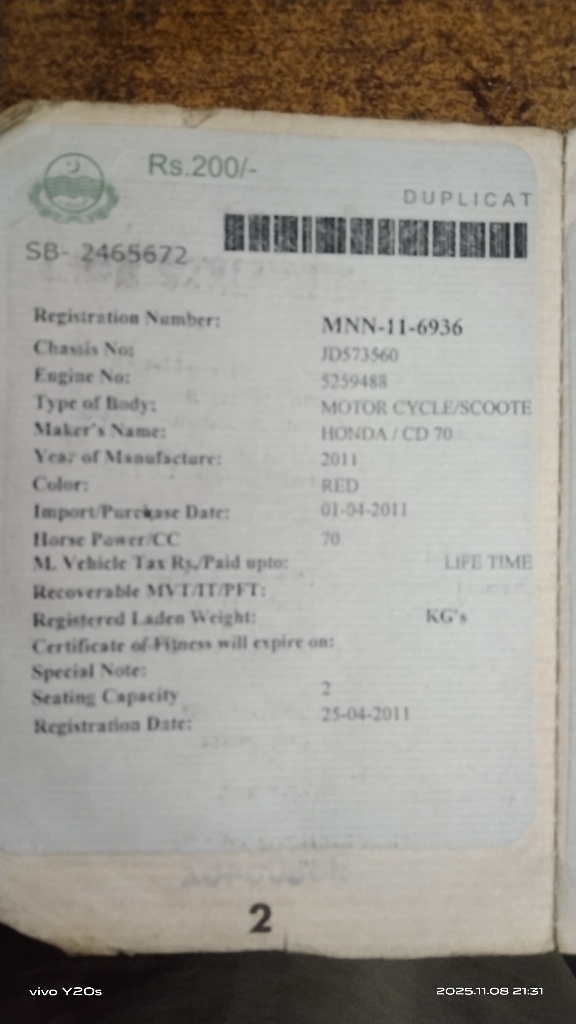 Rs.200/-
DUPLICAT
SB- 2465672
Registration Number: MNN-11-6936
Chassis No: JD573560
Engine No: 5259488
Type of Body: MOTOR CYCLE/SCOOTE
Maker's Name: HONDA / CD 70
Year of Manufacture: 2011
Color: RED
Import/Purchase Date: 01-04-2011
Horse Power/CC 70
M. Vehicle Tax Rs./Paid upto: LIFE TIME
Recoverable MVT/IT/PFT:
Registered Laden Weight: KG's
Certificate of Fitness will expire on:
Special Note:
Seating Capacity 2
Registration Date: 25-04-2011
2
vivo Y20s
2025.11.08 21:31